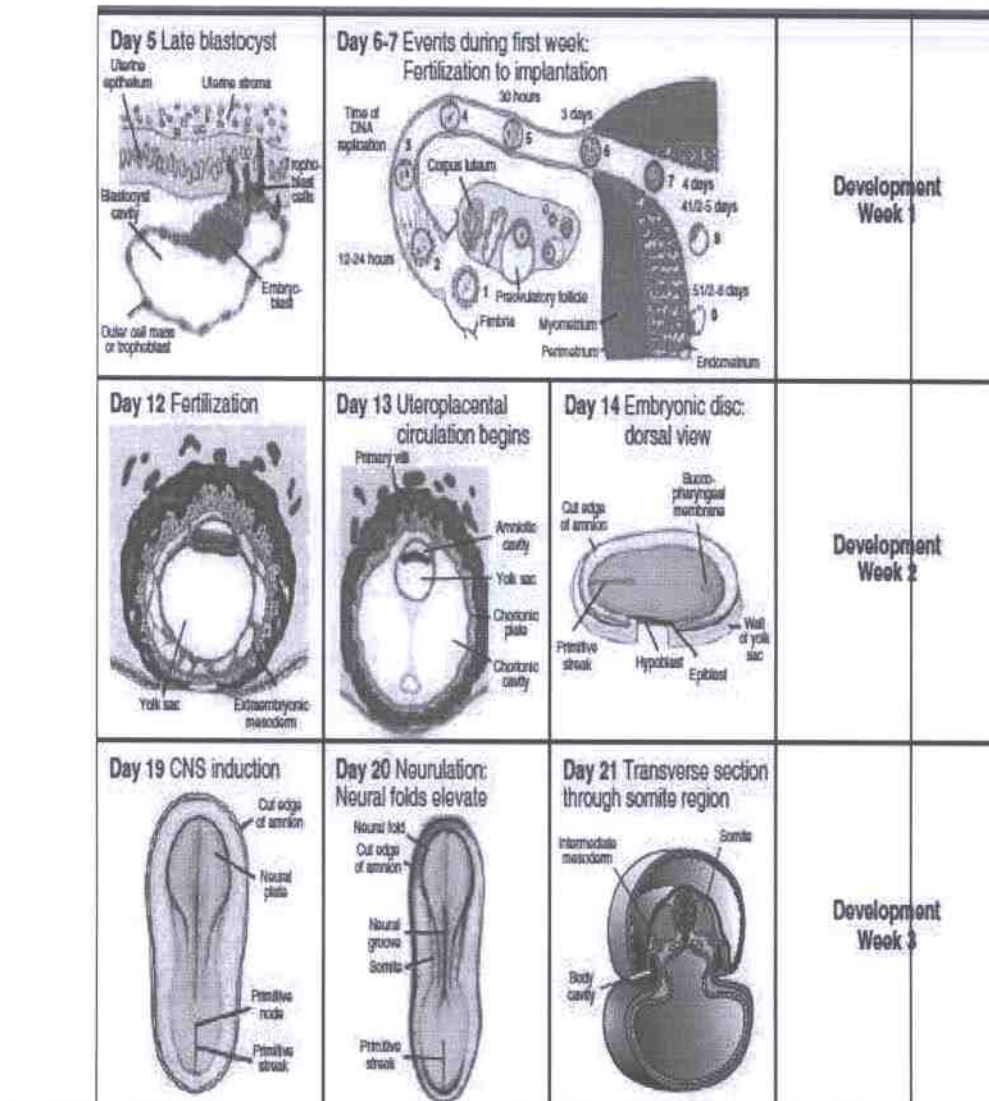 Day 5 Late blastocyst
Uterine
epithelium
Uterine stroma
Tropho-
blast
cells
Blastocyst
cavity
Embryo-
blast
Outer cell mass
or trophoblast
Day 6-7 Events during first week:
Fertilization to implantation
30 hours
3 days
Time of
DNA
replication
4
5
3
6
Corpus luteum
7
4 days
41/2-5 days
8
12-24 hours
2
1
Preovulatory follicle
51/2-6 days
9
Fimbria
Myometrium
Perimetrium
Endometrium
Development
Week 1
Day 12 Fertilization
Yolk sac
Extraembryonic
mesoderm
Day 13 Uteroplacental
circulation begins
Primary villi
Amniotic
cavity
Yolk sac
Chorionic
plate
Chorionic
cavity
Day 14 Embryonic disc:
dorsal view
Bucco-
pharyngeal
membrane
Cut edge
of amnion
Primitive
streak
Hypoblast
Epiblast
Wall
of yolk
sac
Development
Week 2
Day 19 CNS induction
Cut edge
of amnion
Neural
plate
Primitive
node
Primitive
streak
Day 20 Neurulation:
Neural folds elevate
Neural fold
Cut edge
of amnion
Neural
groove
Somite
Primitive
streak
Day 21 Transverse section
through somite region
Intermediate
mesoderm
Somite
Body
cavity
Development
Week 3